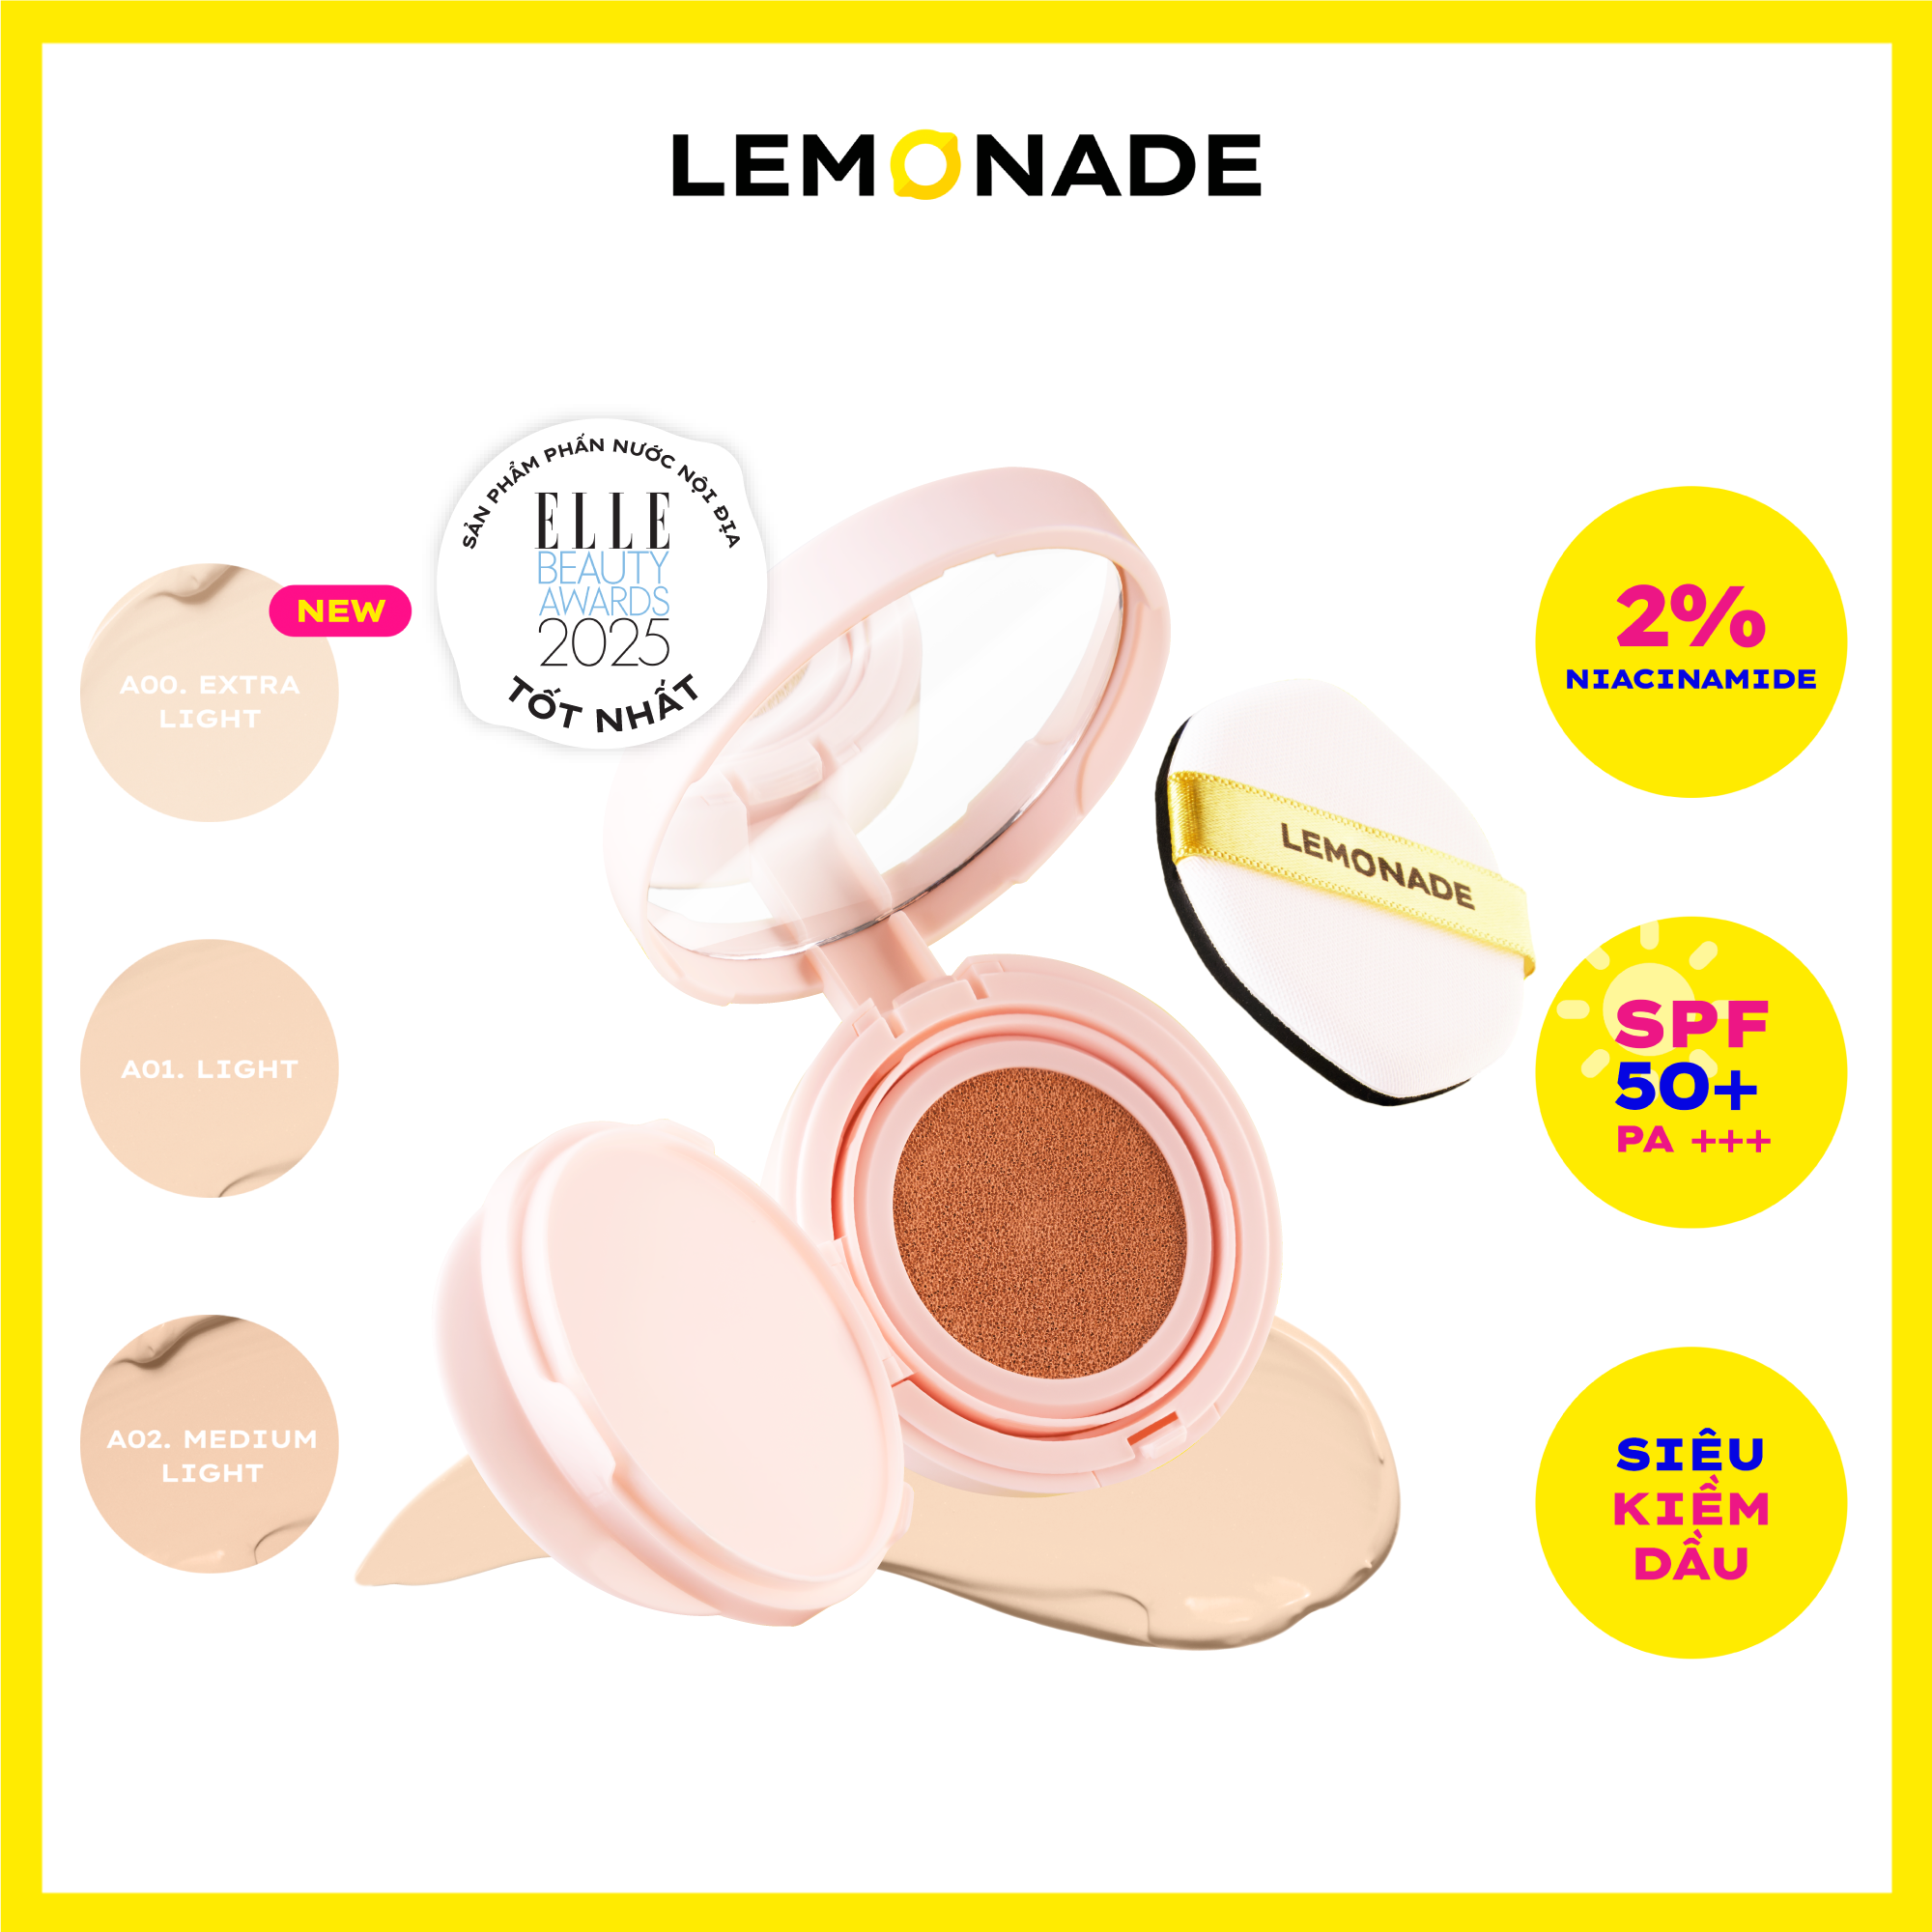 LEMONADE
SẢN PHẨM PHẤN NƯỚC NỘI ĐỊA
ELLE
BEAUTY
AWARDS
2025
TỐT NHẤT
NEW
A00. EXTRA
LIGHT
A01. LIGHT
A02. MEDIUM
LIGHT
LEMONADE
2%
NIACINAMIDE
SPF
50+
PA +++
SIÊU
KIỀM
DẦU